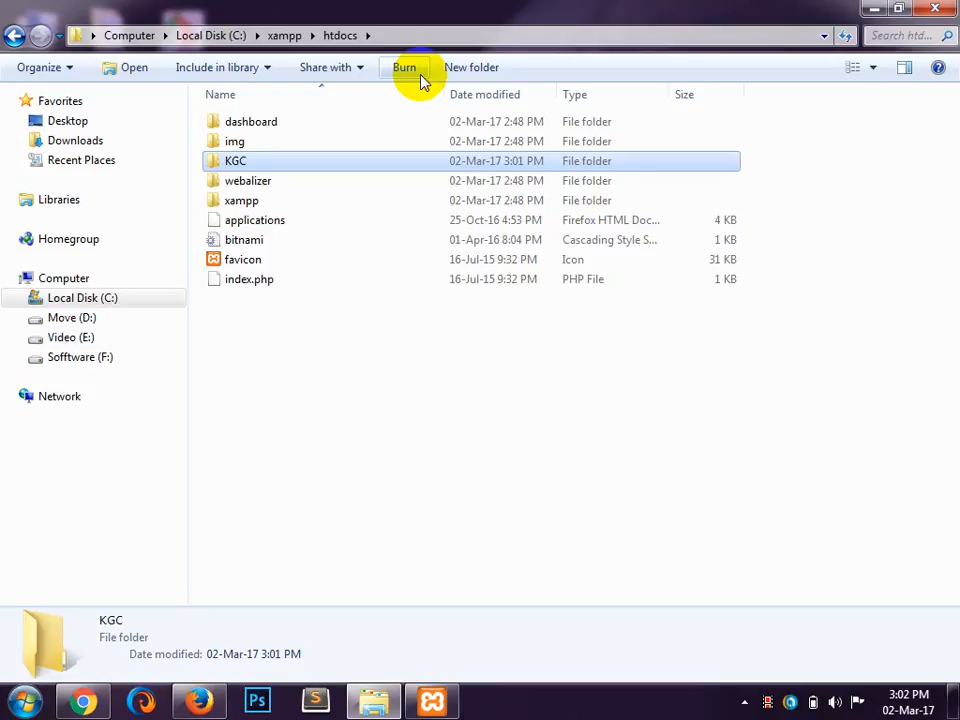 Computer Local Disk (C:) xampp htdocs Search htd...
Organize Open Include in library Share with Burn New folder
Name Date modified Type Size
Favorites
Desktop
Downloads
Recent Places
Libraries
Homegroup
Computer
Local Disk (C:)
Move (D:)
Video (E:)
Sofftware (F:)
Network
dashboard 02-Mar-17 2:48 PM File folder
img 02-Mar-17 2:48 PM File folder
KGC 02-Mar-17 3:01 PM File folder
webalizer 02-Mar-17 2:48 PM File folder
xampp 02-Mar-17 2:48 PM File folder
applications 25-Oct-16 4:53 PM Firefox HTML Doc... 4 KB
bitnami 01-Apr-16 8:04 PM Cascading Style S... 1 KB
favicon 16-Jul-15 9:32 PM Icon 31 KB
index.php 16-Jul-15 9:32 PM PHP File 1 KB
KGC
File folder
Date modified: 02-Mar-17 3:01 PM
Ps S
3:02 PM
02-Mar-17